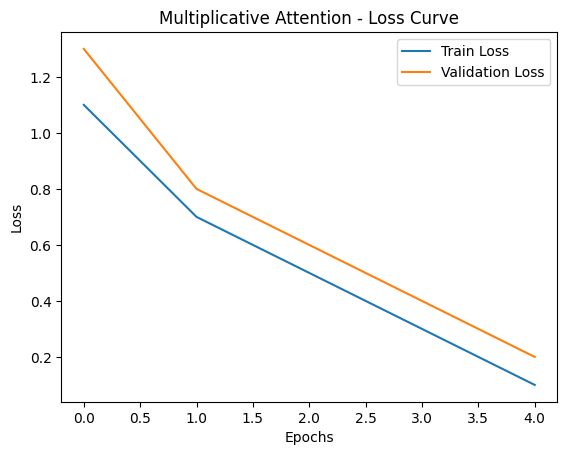 Multiplicative Attention - Loss Curve
Train Loss
Validation Loss
1.2
1.0
0.8
0.6
0.4
0.2
Loss
0.0 0.5 1.0 1.5 2.0 2.5 3.0 3.5 4.0
Epochs